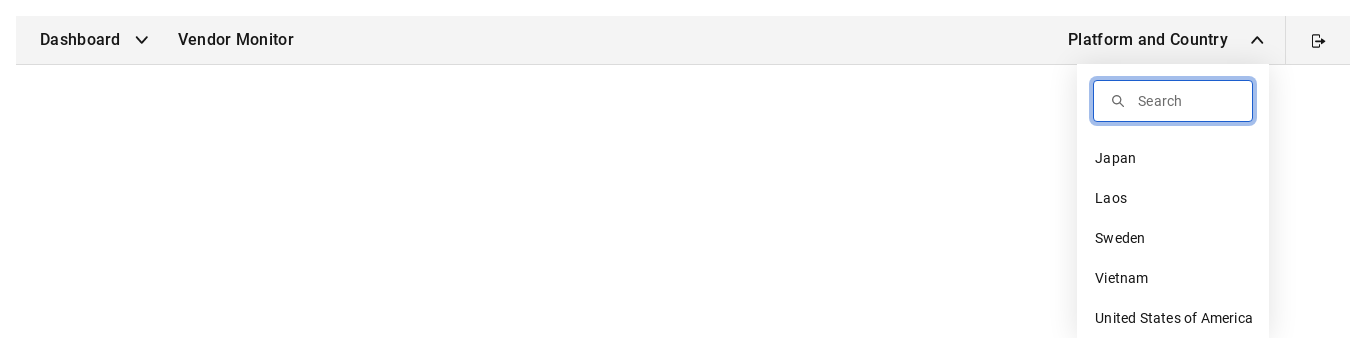 Dashboard Vendor Monitor Platform and Country
Search
Japan
Laos
Sweden
Vietnam
United States of America